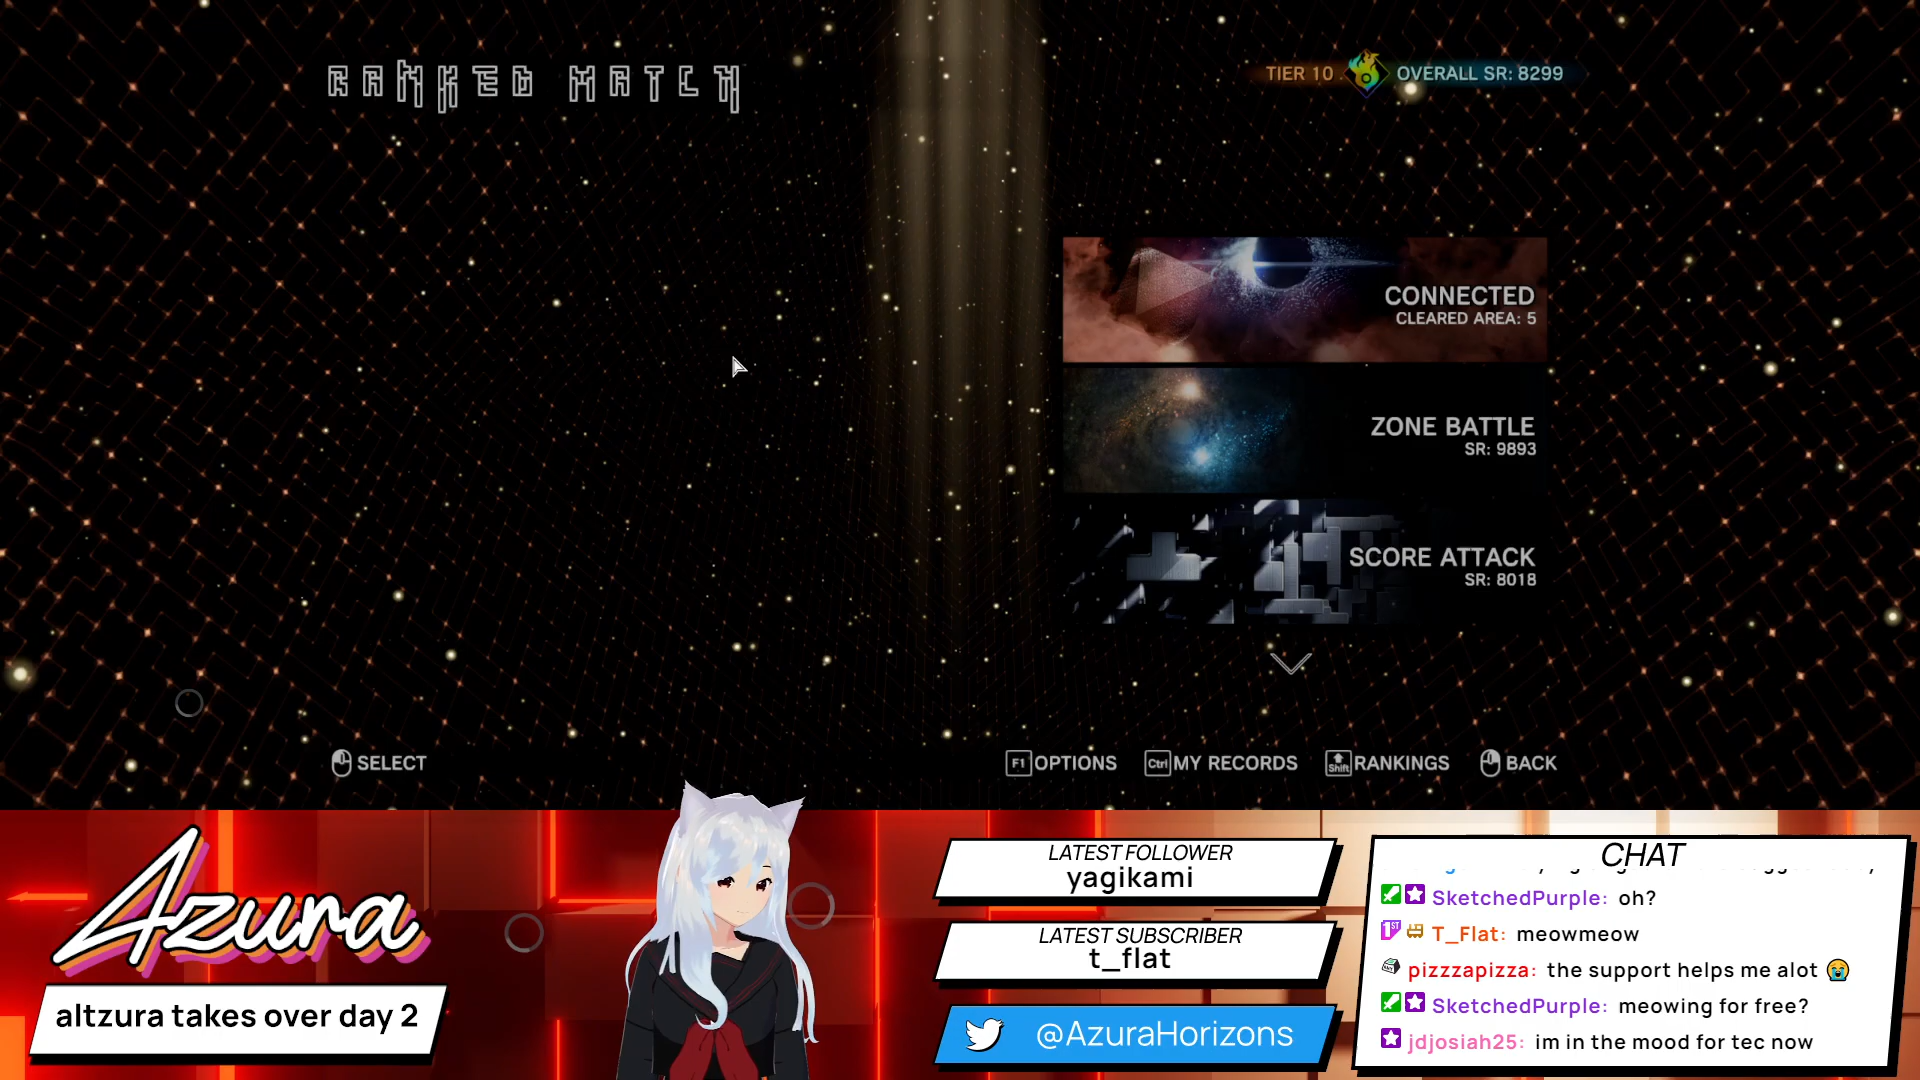 RANKED MATCH
TIER 10
OVERALL SR: 8299
CONNECTED
CLEARED AREA: 5
ZONE BATTLE
SR: 9893
SCORE ATTACK
SR: 8018
SELECT
F1 OPTIONS
Ctrl MY RECORDS
Shift RANKINGS
BACK
Azura
altzura takes over day 2
LATEST FOLLOWER
yagikami
LATEST SUBSCRIBER
t_flat
@AzuraHorizons
CHAT
SketchedPurple: oh?
1ST T_Flat: meowmeow
pizzzapizza: the support helps me alot 😭
SketchedPurple: meowing for free?
jdjosiah25: im in the mood for tec now